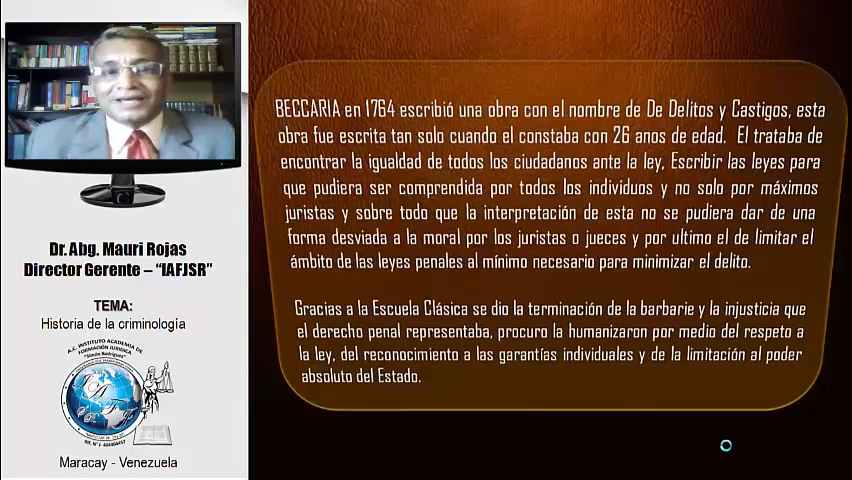 Dr. Abg. Mauri Rojas
Director Gerente – “IAFJSR”
TEMA:
Historia de la criminología
A.C. INSTITUTO ACADEMIA DE
FORMACIÓN JURIDICA
"Simón Rodríguez"
Maracay - Venezuela
BECCARIA en 1764 escribió una obra con el nombre de De Delitos y Castigos, esta
obra fue escrita tan solo cuando el constaba con 26 anos de edad. El trataba de
encontrar la igualdad de todos los ciudadanos ante la ley, Escribir las leyes para
que pudiera ser comprendida por todos los individuos y no solo por máximos
juristas y sobre todo que la interpretación de esta no se pudiera dar de una
forma desviada a la moral por los juristas o jueces y por ultimo el de limitar el
ámbito de las leyes penales al mínimo necesario para minimizar el delito.
Gracias a la Escuela Clásica se dio la terminación de la barbarie y la injusticia que
el derecho penal representaba, procuro la humanizaron por medio del respeto a
la ley, del reconocimiento a las garantías individuales y de la limitación al poder
absoluto del Estado.